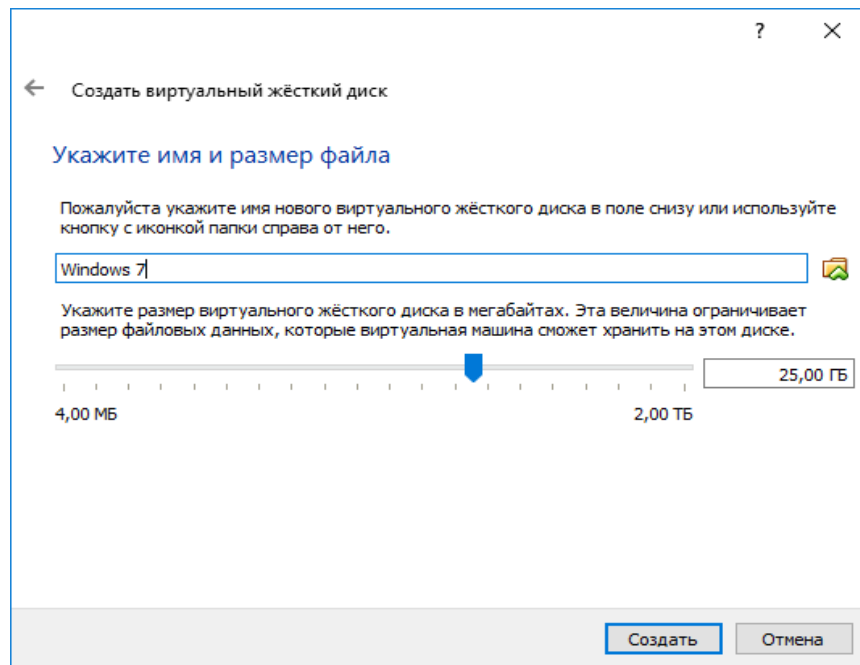 ?
Создать виртуальный жёсткий диск
Укажите имя и размер файла
Пожалуйста укажите имя нового виртуального жёсткого диска в поле снизу или используйте
кнопку с иконкой папки справа от него.
Windows 7
Укажите размер виртуального жёсткого диска в мегабайтах. Эта величина ограничивает
размер файловых данных, которые виртуальная машина сможет хранить на этом диске.
25,00 ГБ
4,00 МБ 2,00 ТБ
Создать Отмена